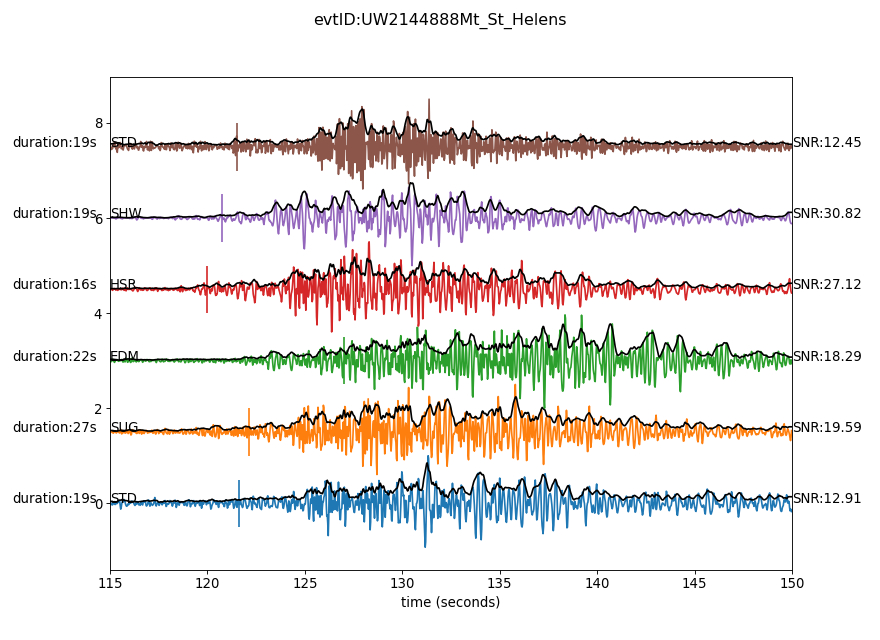 evtID:UW2144888Mt_St_Helens
8
duration:19s STD SNR:12.45
duration:19s SHW SNR:30.82
6
duration:16s HSR SNR:27.12
4
duration:22s EDM SNR:18.29
2
duration:27s SUG SNR:19.59
duration:19s STD SNR:12.91
0
115 120 125 130 135 140 145 150
time (seconds)